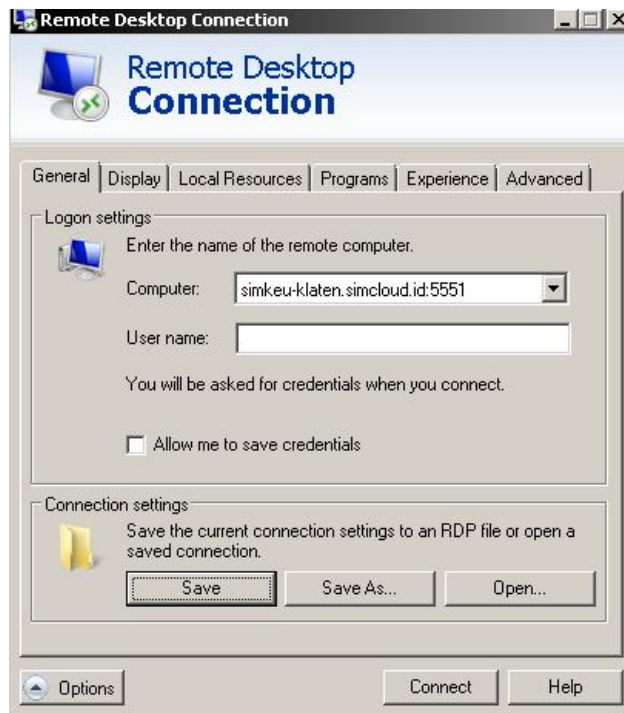 Remote Desktop Connection
Remote Desktop
Connection
General Display Local Resources Programs Experience Advanced
Logon settings
Enter the name of the remote computer.
Computer: simkeu-klaten.simcloud.id:5551
User name:
You will be asked for credentials when you connect.
Allow me to save credentials
Connection settings
Save the current connection settings to an RDP file or open a
saved connection.
Save Save As... Open...
Options Connect Help